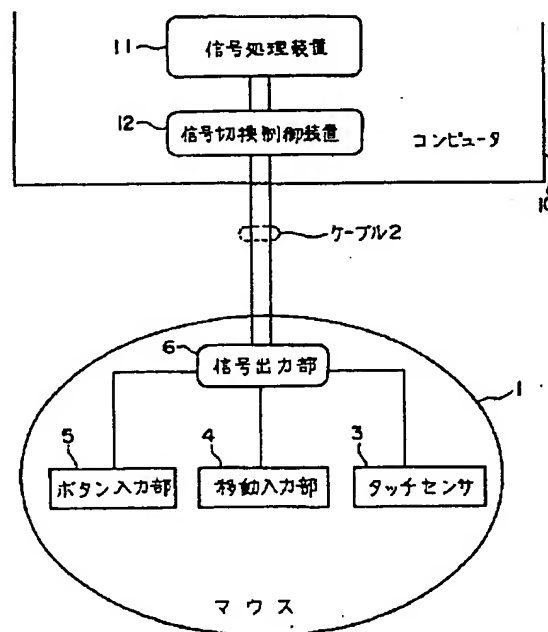 11
信号処理装置
12
信号切換制御装置
コンピュータ
10
ケーブル2
6
信号出力部
1
5
4
3
ボタン入力部
移動入力部
タッチセンサ
マウス